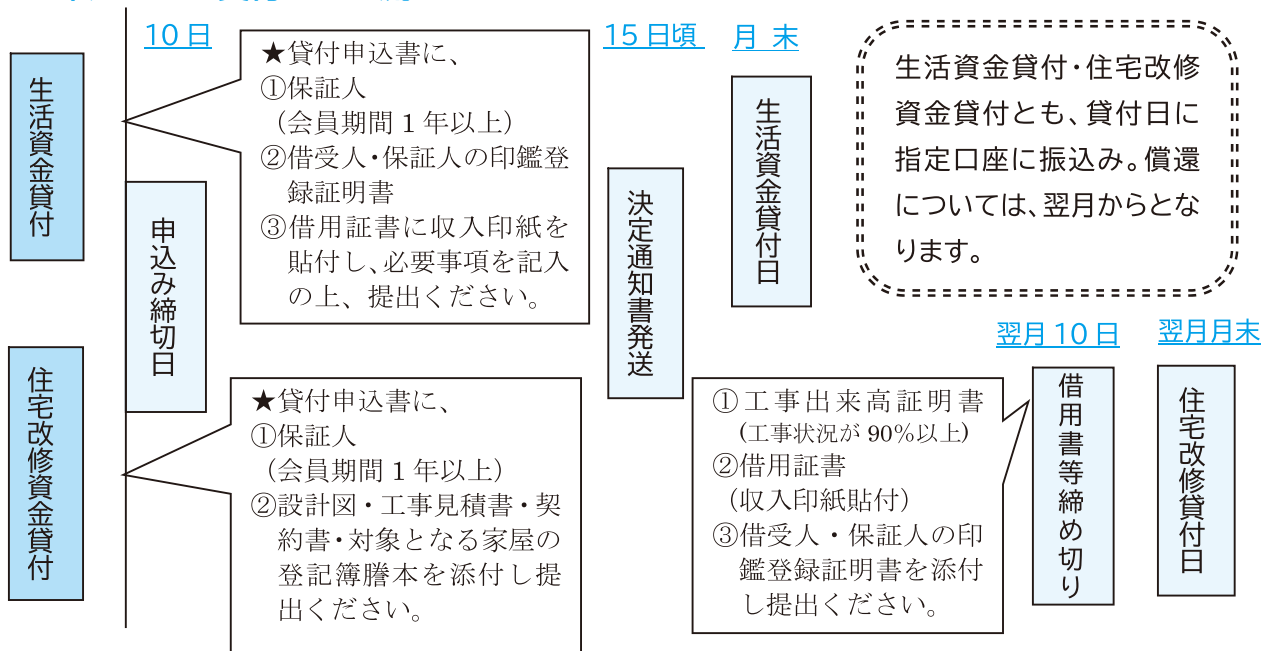 10日
15日頃
月末
生活資金貸付
★貸付申込書に、
①保証人
（会員期間1年以上）
②借受人・保証人の印鑑登
録証明書
③借用証書に収入印紙を
貼付し、必要事項を記入
の上、提出ください。
申込み締切日
決定通知書発送
生活資金貸付日
生活資金貸付・住宅改修
資金貸付とも、貸付日に
指定口座に振込み。償還
については、翌月からとな
ります。
翌月10日
翌月月末
住宅改修資金貸付
★貸付申込書に、
①保証人
（会員期間1年以上）
②設計図・工事見積書・契
約書・対象となる家屋の
登記簿謄本を添付し提
出ください。
①工事出来高証明書
（工事状況が90％以上）
②借用証書
（収入印紙貼付）
③借受人・保証人の印
鑑登録証明書を添付
し提出ください。
借用書等締め切り
住宅改修貸付日